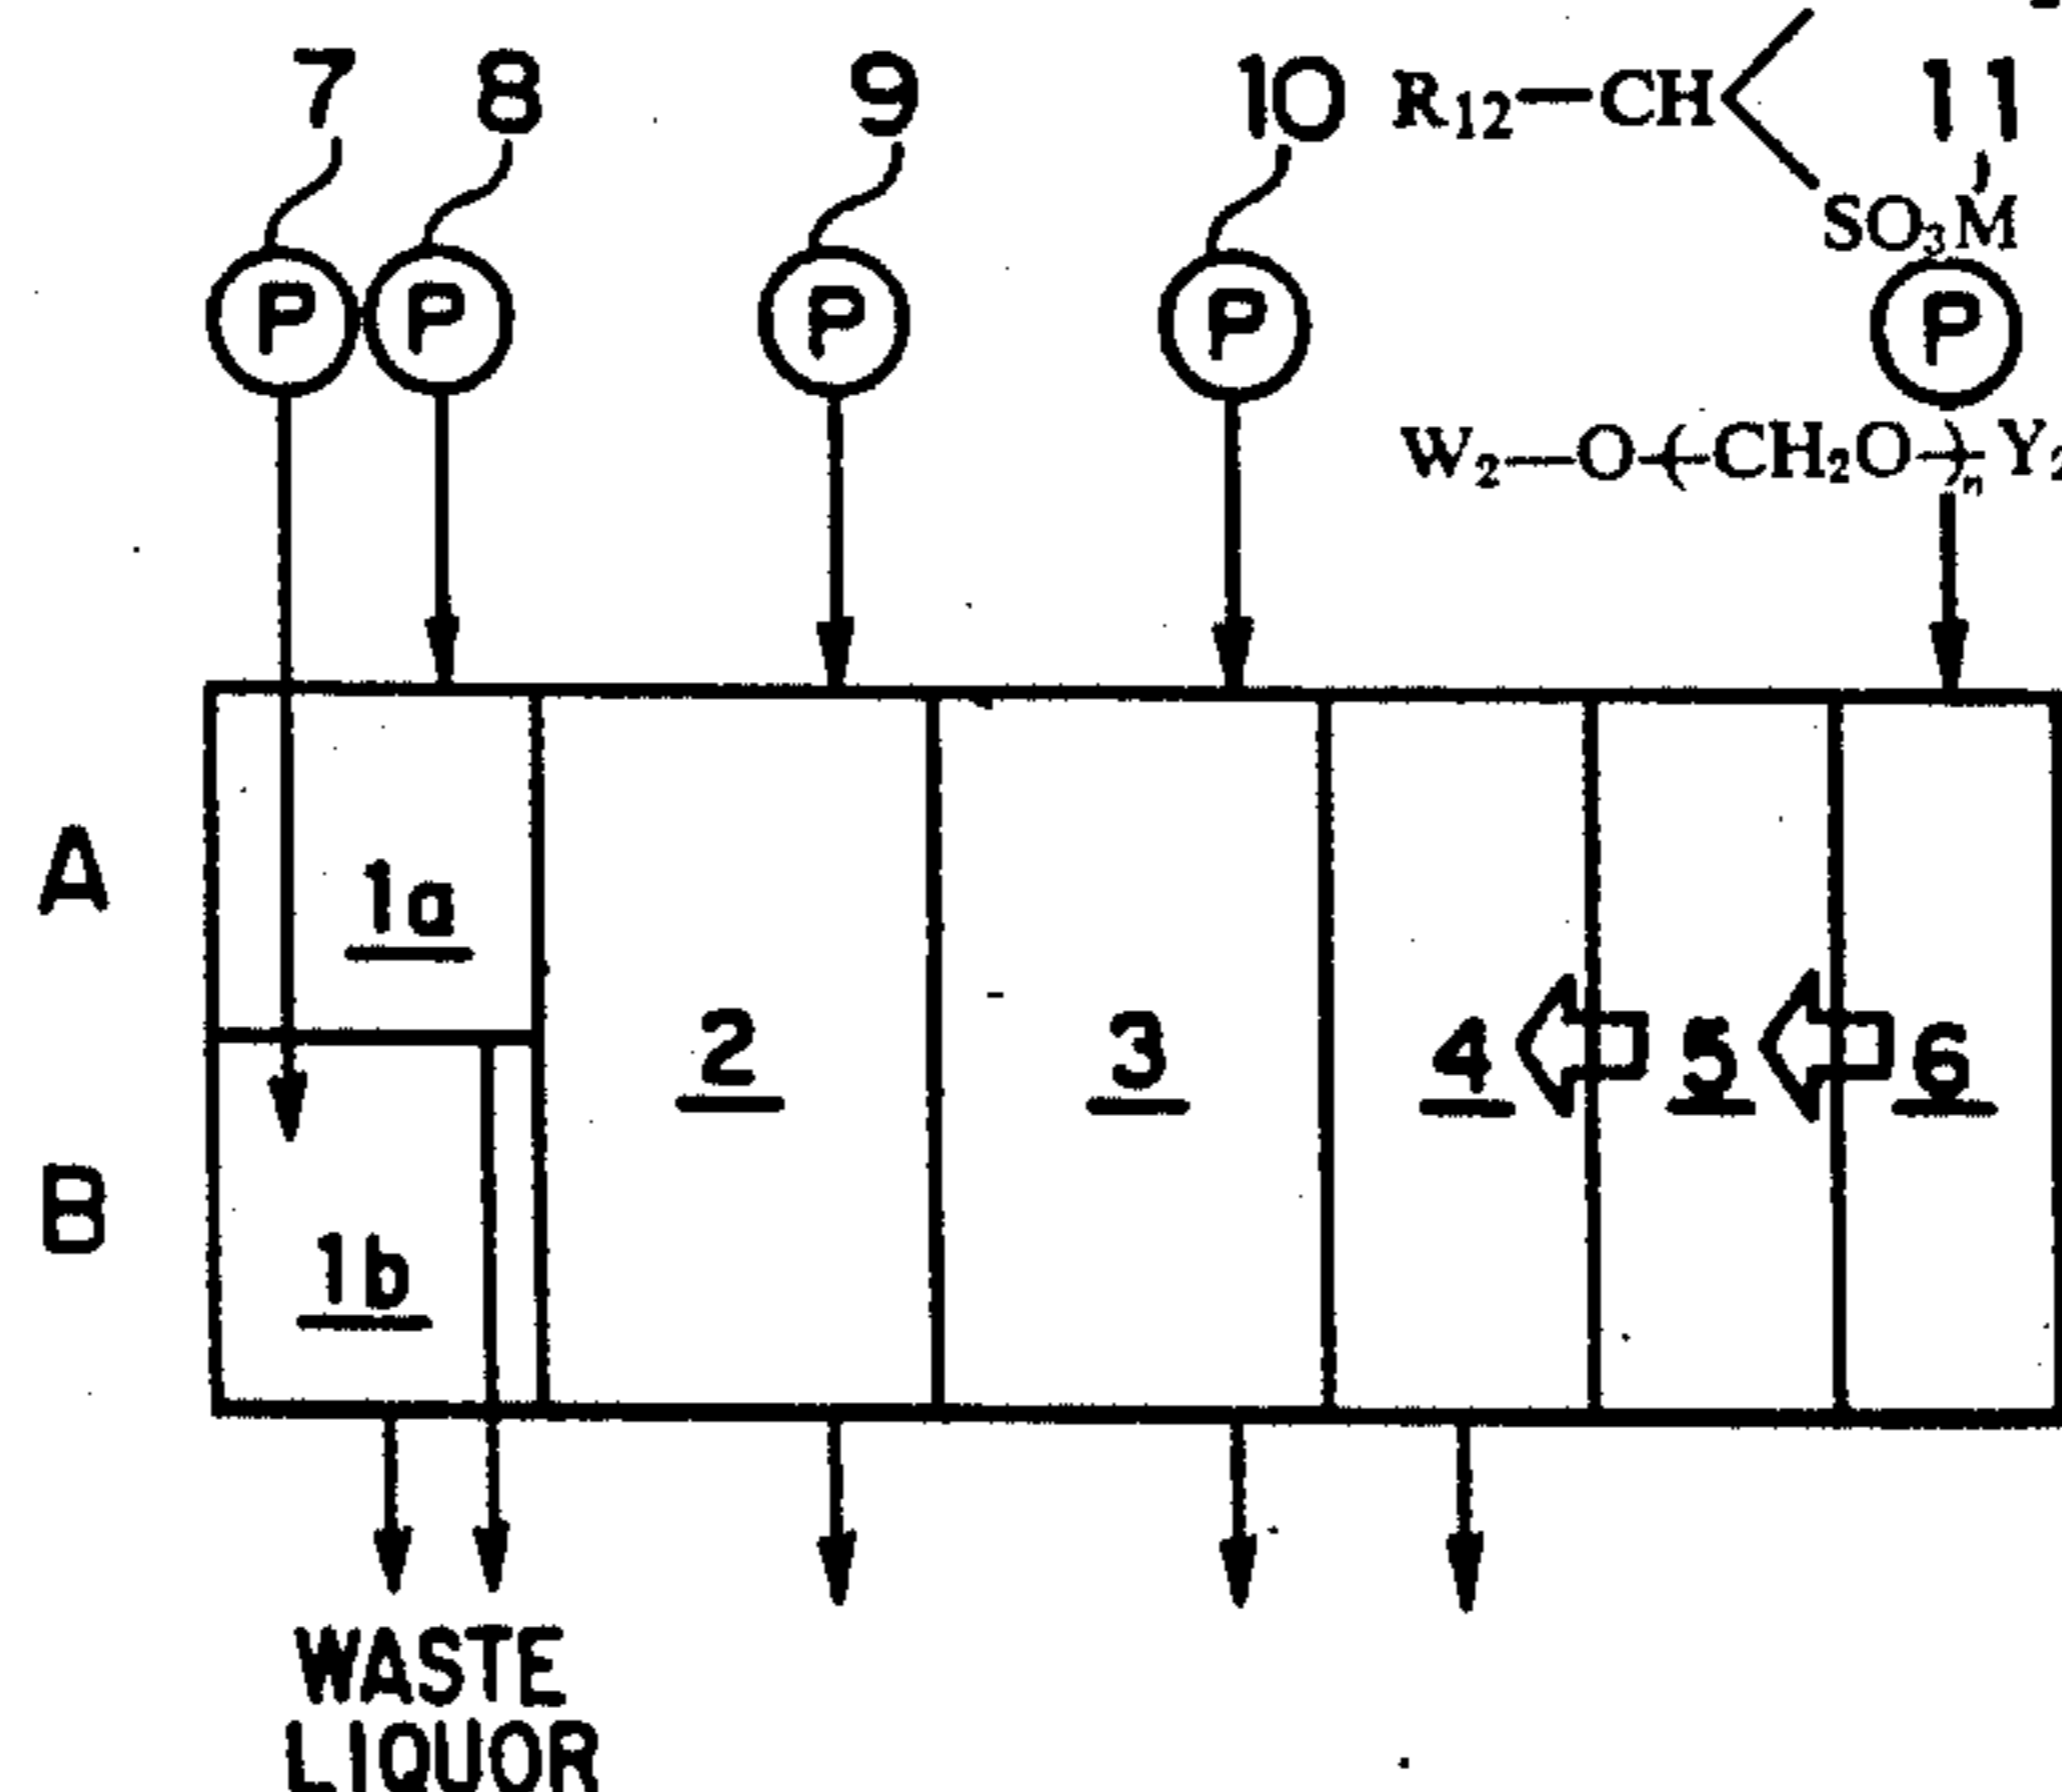 7 8 9 10 R₁₂—CH 11
SO₃M
P P P P P
W₂—O—(CH₂O)ₙ—Y₂
A
1a
2 3 4 5 6
B
1b
WASTE
LIQUOR